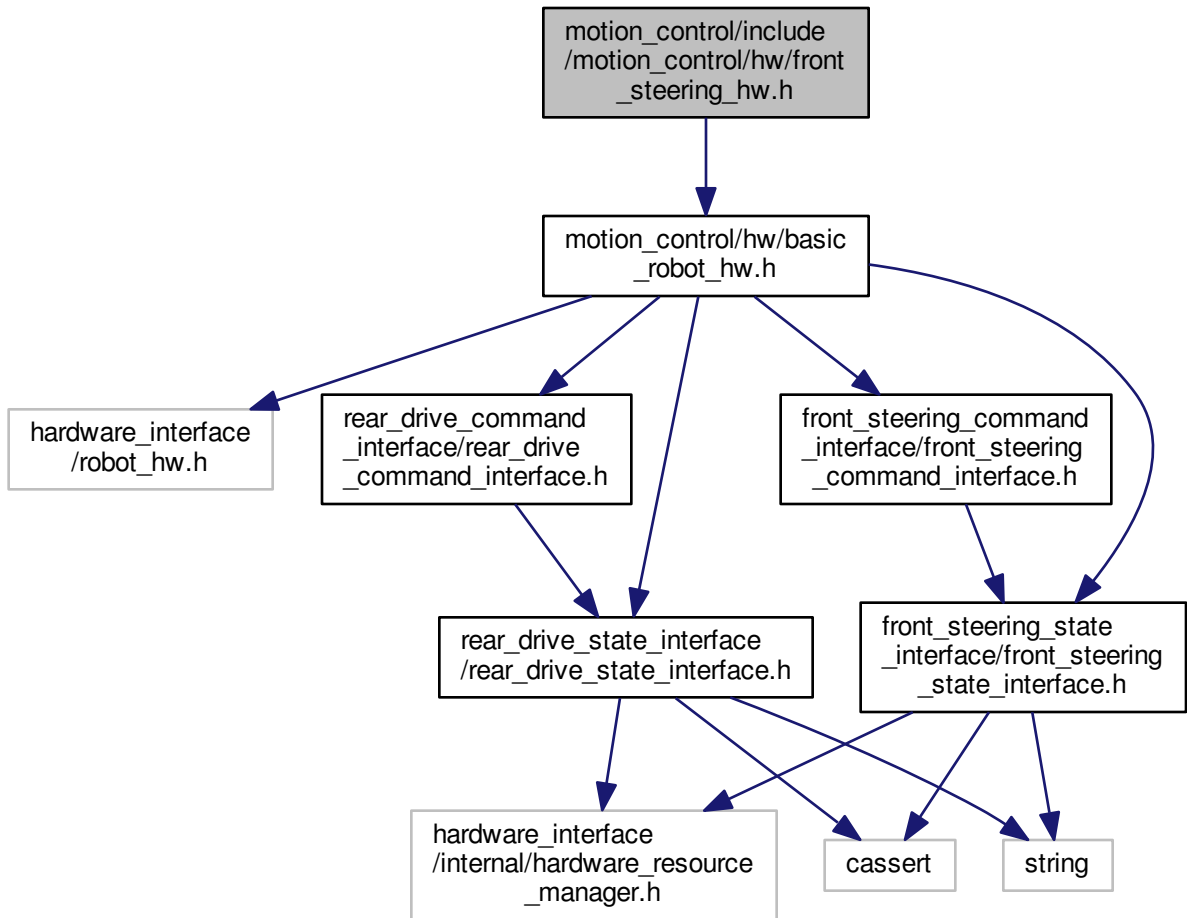 motion_control/include
/motion_control/hw/front
_steering_hw.h
motion_control/hw/basic
_robot_hw.h
hardware_interface
/robot_hw.h
rear_drive_command
_interface/rear_drive
_command_interface.h
front_steering_command
_interface/front_steering
_command_interface.h
rear_drive_state_interface
/rear_drive_state_interface.h
front_steering_state
_interface/front_steering
_state_interface.h
hardware_interface
/internal/hardware_resource
_manager.h
cassert
string